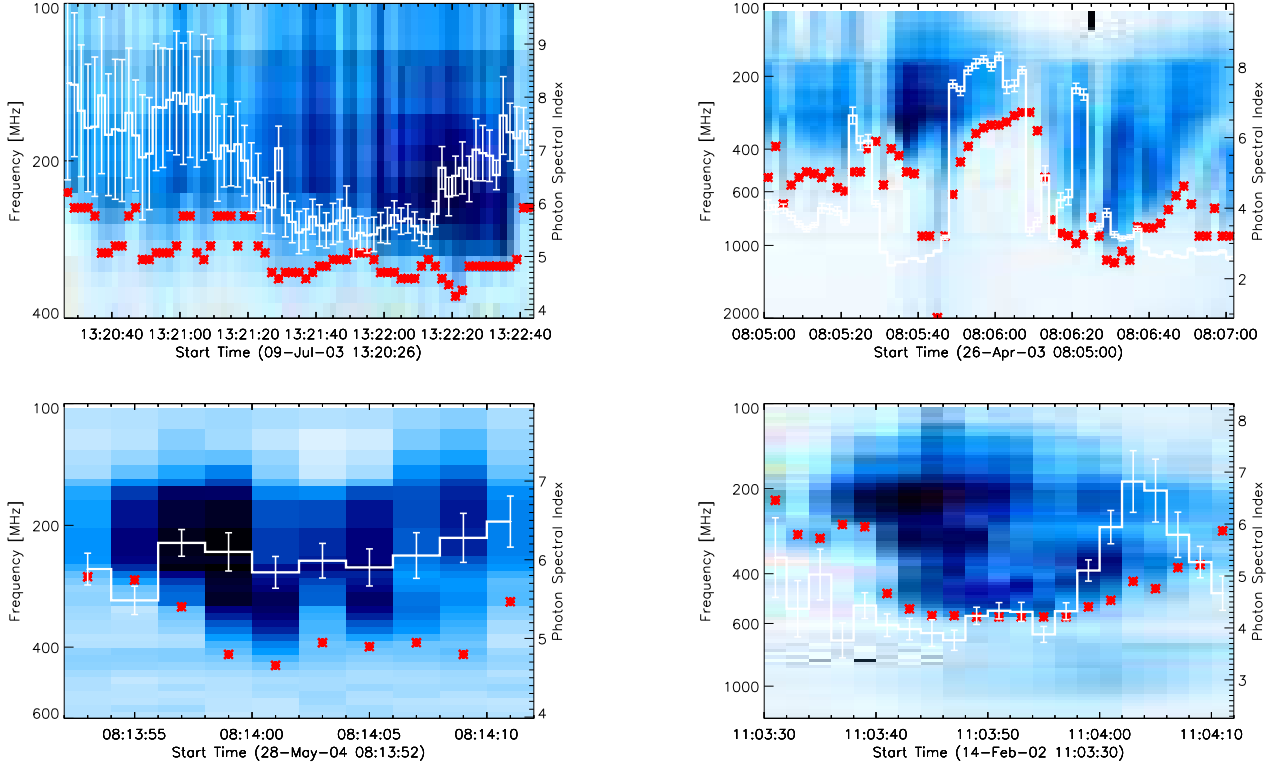 100
200
400
Frequency [MHz]
9
8
7
6
5
4
Photon Spectral Index
13:20:40 13:21:00 13:21:20 13:21:40 13:22:00 13:22:20 13:22:40
Start Time (09-Jul-03 13:20:26)
100
200
400
600
1000
2000
Frequency [MHz]
8
6
4
2
Photon Spectral Index
08:05:00 08:05:20 08:05:40 08:06:00 08:06:20 08:06:40 08:07:00
Start Time (26-Apr-03 08:05:00)
100
200
400
600
Frequency [MHz]
7
6
5
4
Photon Spectral Index
08:13:55 08:14:00 08:14:05 08:14:10
Start Time (28-May-04 08:13:52)
100
200
400
600
1000
Frequency [MHz]
8
7
6
5
4
3
Photon Spectral Index
11:03:30 11:03:40 11:03:50 11:04:00 11:04:10
Start Time (14-Feb-02 11:03:30)